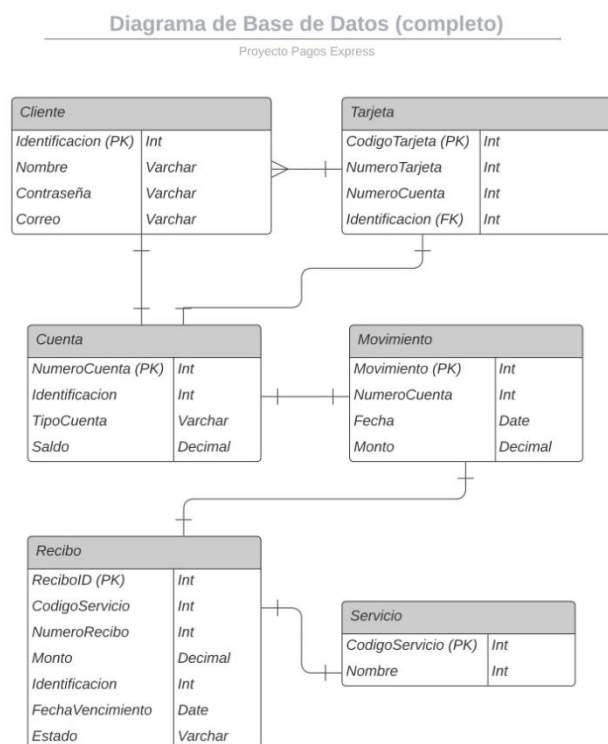 Diagrama de Base de Datos (completo)
Proyecto Pagos Express
Cliente
Identificacion (PK) Int
Nombre Varchar
Contraseña Varchar
Correo Varchar
Tarjeta
CodigoTarjeta (PK) Int
NumeroTarjeta Int
NumeroCuenta Int
Identificacion (FK) Int
Cuenta
NumeroCuenta (PK) Int
Identificacion Int
TipoCuenta Varchar
Saldo Decimal
Movimiento
Movimiento (PK) Int
NumeroCuenta Int
Fecha Date
Monto Decimal
Recibo
ReciboID (PK) Int
CodigoServicio Int
NumeroRecibo Int
Monto Decimal
Identificacion Int
FechaVencimiento Date
Estado Varchar
Servicio
CodigoServicio (PK) Int
Nombre Int